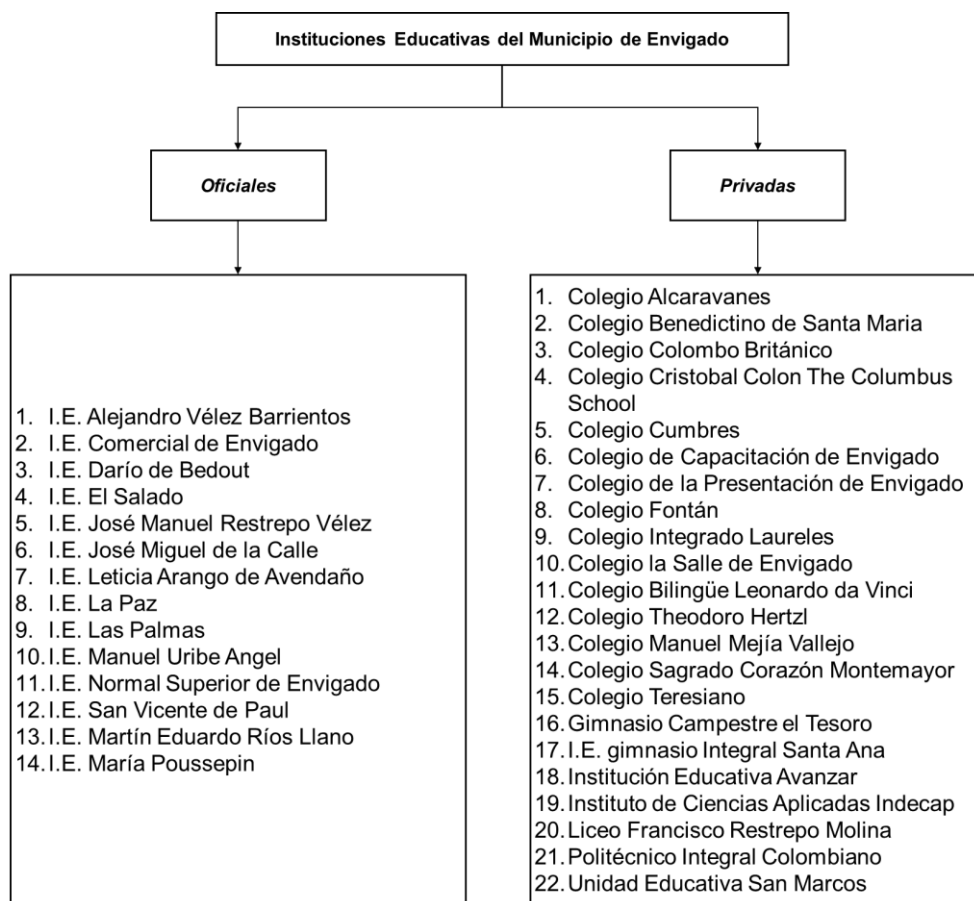 Instituciones Educativas del Municipio de Envigado
Oficiales
Privadas
1. I.E. Alejandro Vélez Barrientos
2. I.E. Comercial de Envigado
3. I.E. Darío de Bedout
4. I.E. El Salado
5. I.E. José Manuel Restrepo Vélez
6. I.E. José Miguel de la Calle
7. I.E. Leticia Arango de Avendaño
8. I.E. La Paz
9. I.E. Las Palmas
10. I.E. Manuel Uribe Angel
11. I.E. Normal Superior de Envigado
12. I.E. San Vicente de Paul
13. I.E. Martín Eduardo Ríos Llano
14. I.E. María Poussepin
1. Colegio Alcaravanes
2. Colegio Benedictino de Santa Maria
3. Colegio Colombo Británico
4. Colegio Cristobal Colon The Columbus
School
5. Colegio Cumbres
6. Colegio de Capacitación de Envigado
7. Colegio de la Presentación de Envigado
8. Colegio Fontán
9. Colegio Integrado Laureles
10. Colegio la Salle de Envigado
11. Colegio Bilingüe Leonardo da Vinci
12. Colegio Theodoro Hertzl
13. Colegio Manuel Mejía Vallejo
14. Colegio Sagrado Corazón Montemayor
15. Colegio Teresiano
16. Gimnasio Campestre el Tesoro
17. I.E. gimnasio Integral Santa Ana
18. Institución Educativa Avanzar
19. Instituto de Ciencias Aplicadas Indecap
20. Liceo Francisco Restrepo Molina
21. Politécnico Integral Colombiano
22. Unidad Educativa San Marcos